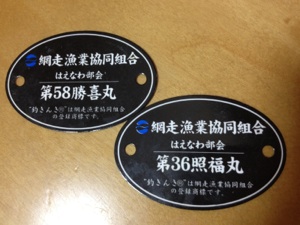 網走漁業協同組合
はえなわ部会
第58勝喜丸
"釣きんき㊗"は網走漁業協同組合
の登録商標です。
網走漁業協同組合
はえなわ部会
第36照福丸
"釣きんき㊗"は網走漁業協同組合
の登録商標です。